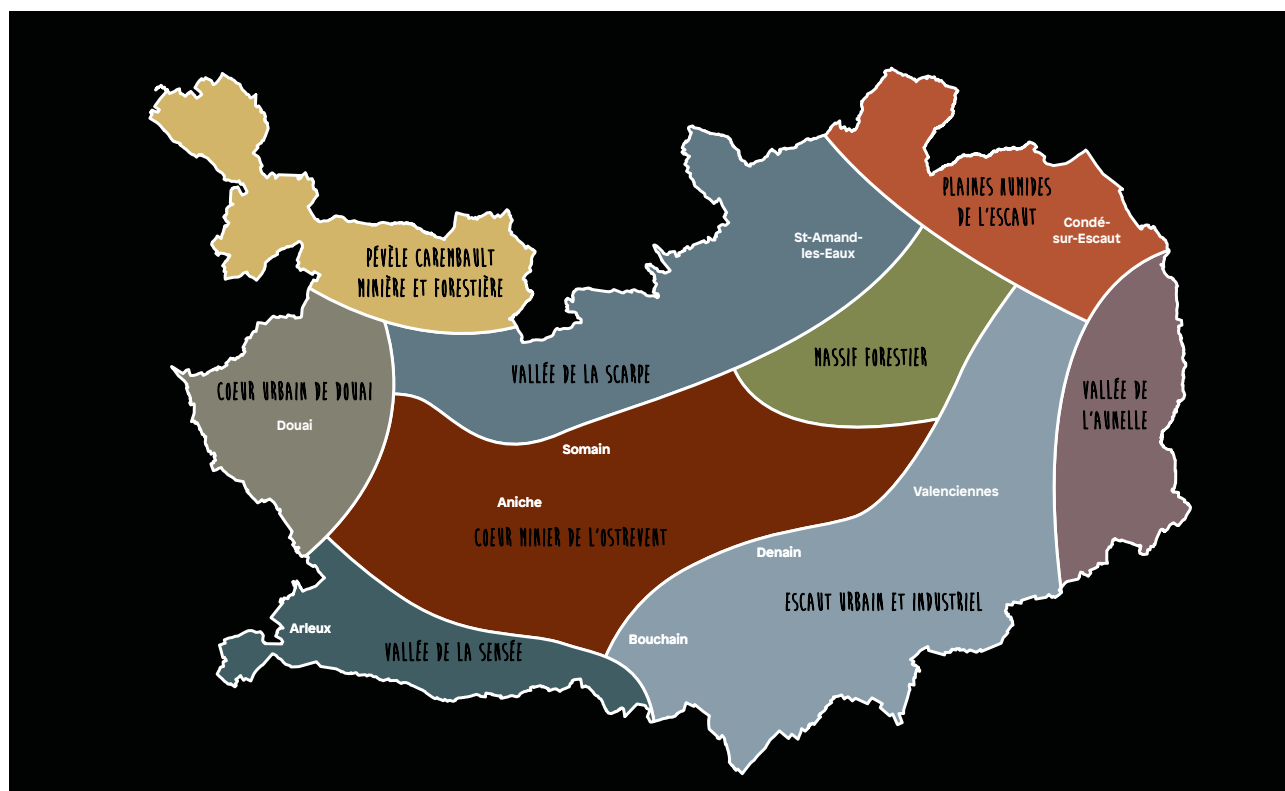 PLAINES HUMIDES
DE L'ESCAUT
Condé-
sur-Escaut
St-Amand-
les-Eaux
PÉVÈLE CAREMBAULT
MINIÈRE ET FORESTIÈRE
MASSIF FORESTIER
VALLÉE DE LA SCARPE
COEUR URBAIN DE DOUAI
Douai
VALLÉE DE
L'AUNELLE
Somain
Aniche
Valenciennes
COEUR MINIER DE L'OSTREVENT
Denain
ESCAUT URBAIN ET INDUSTRIEL
Arleux
Bouchain
VALLÉE DE LA SENSÉE